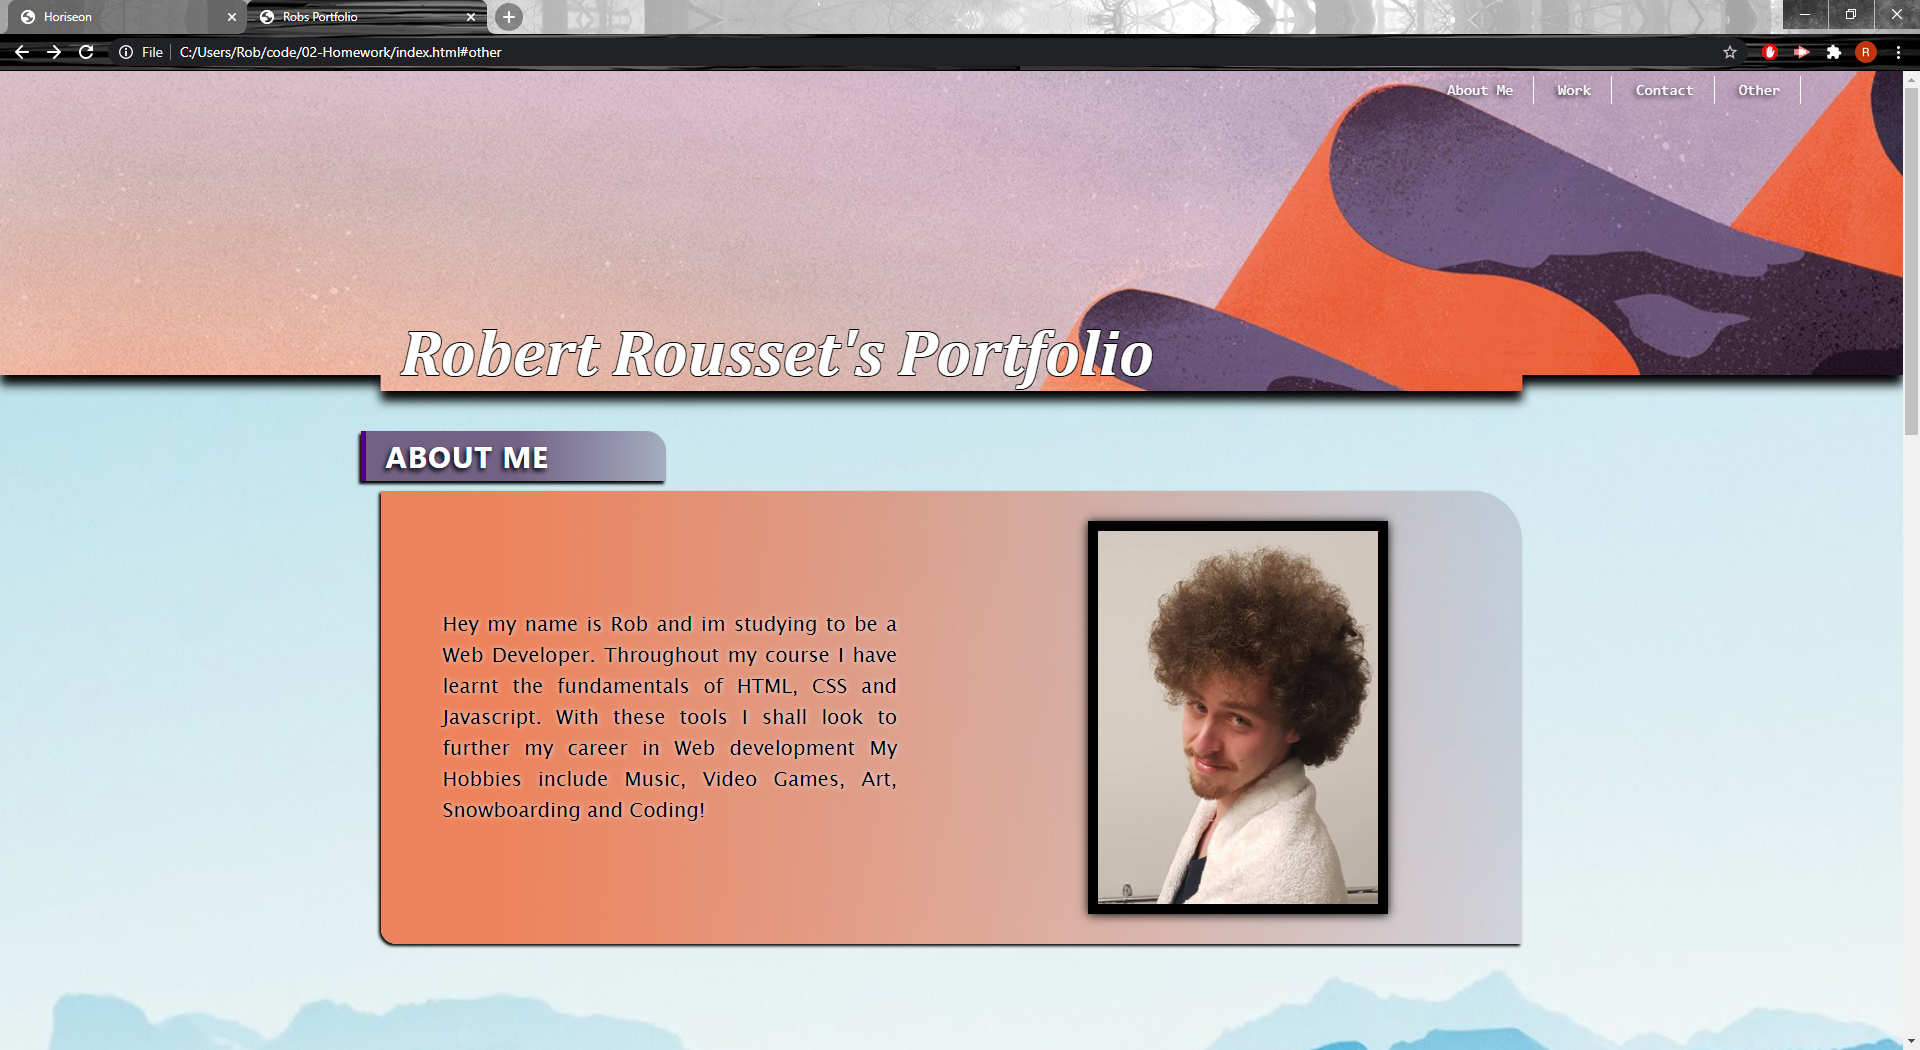 Horiseon
Robs Portfolio
File
C:/Users/Rob/code/02-Homework/index.html#other
R
About Me
Work
Contact
Other
Robert Rousset's Portfolio
ABOUT ME
Hey my name is Rob and im studying to be a
Web Developer. Throughout my course I have
learnt the fundamentals of HTML, CSS and
Javascript. With these tools I shall look to
further my career in Web development My
Hobbies include Music, Video Games, Art,
Snowboarding and Coding!